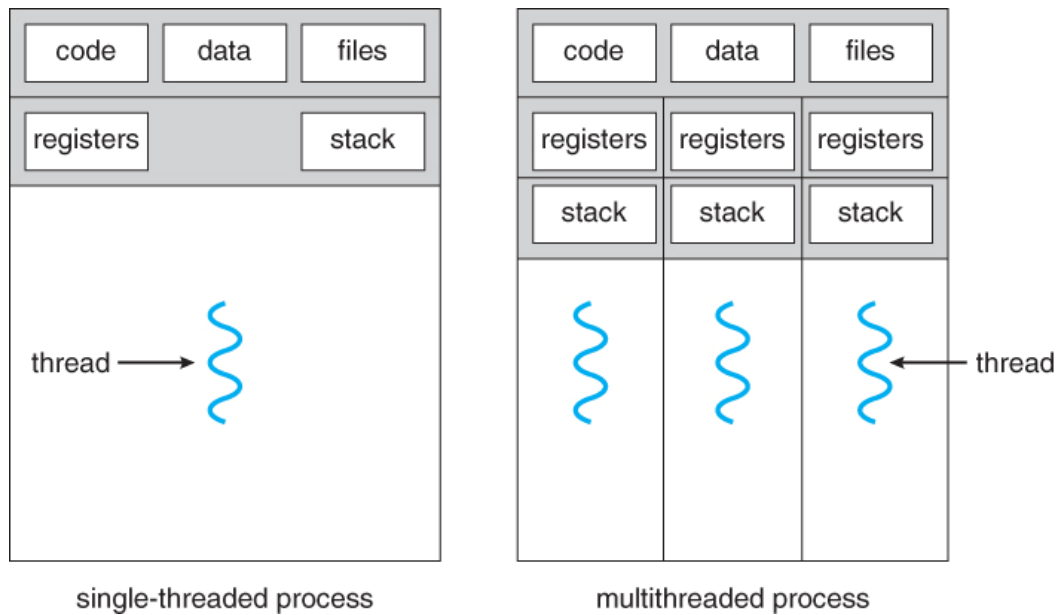 code data files
registers stack
thread
single-threaded process
code data files
registers registers registers
stack stack stack
thread
multithreaded process